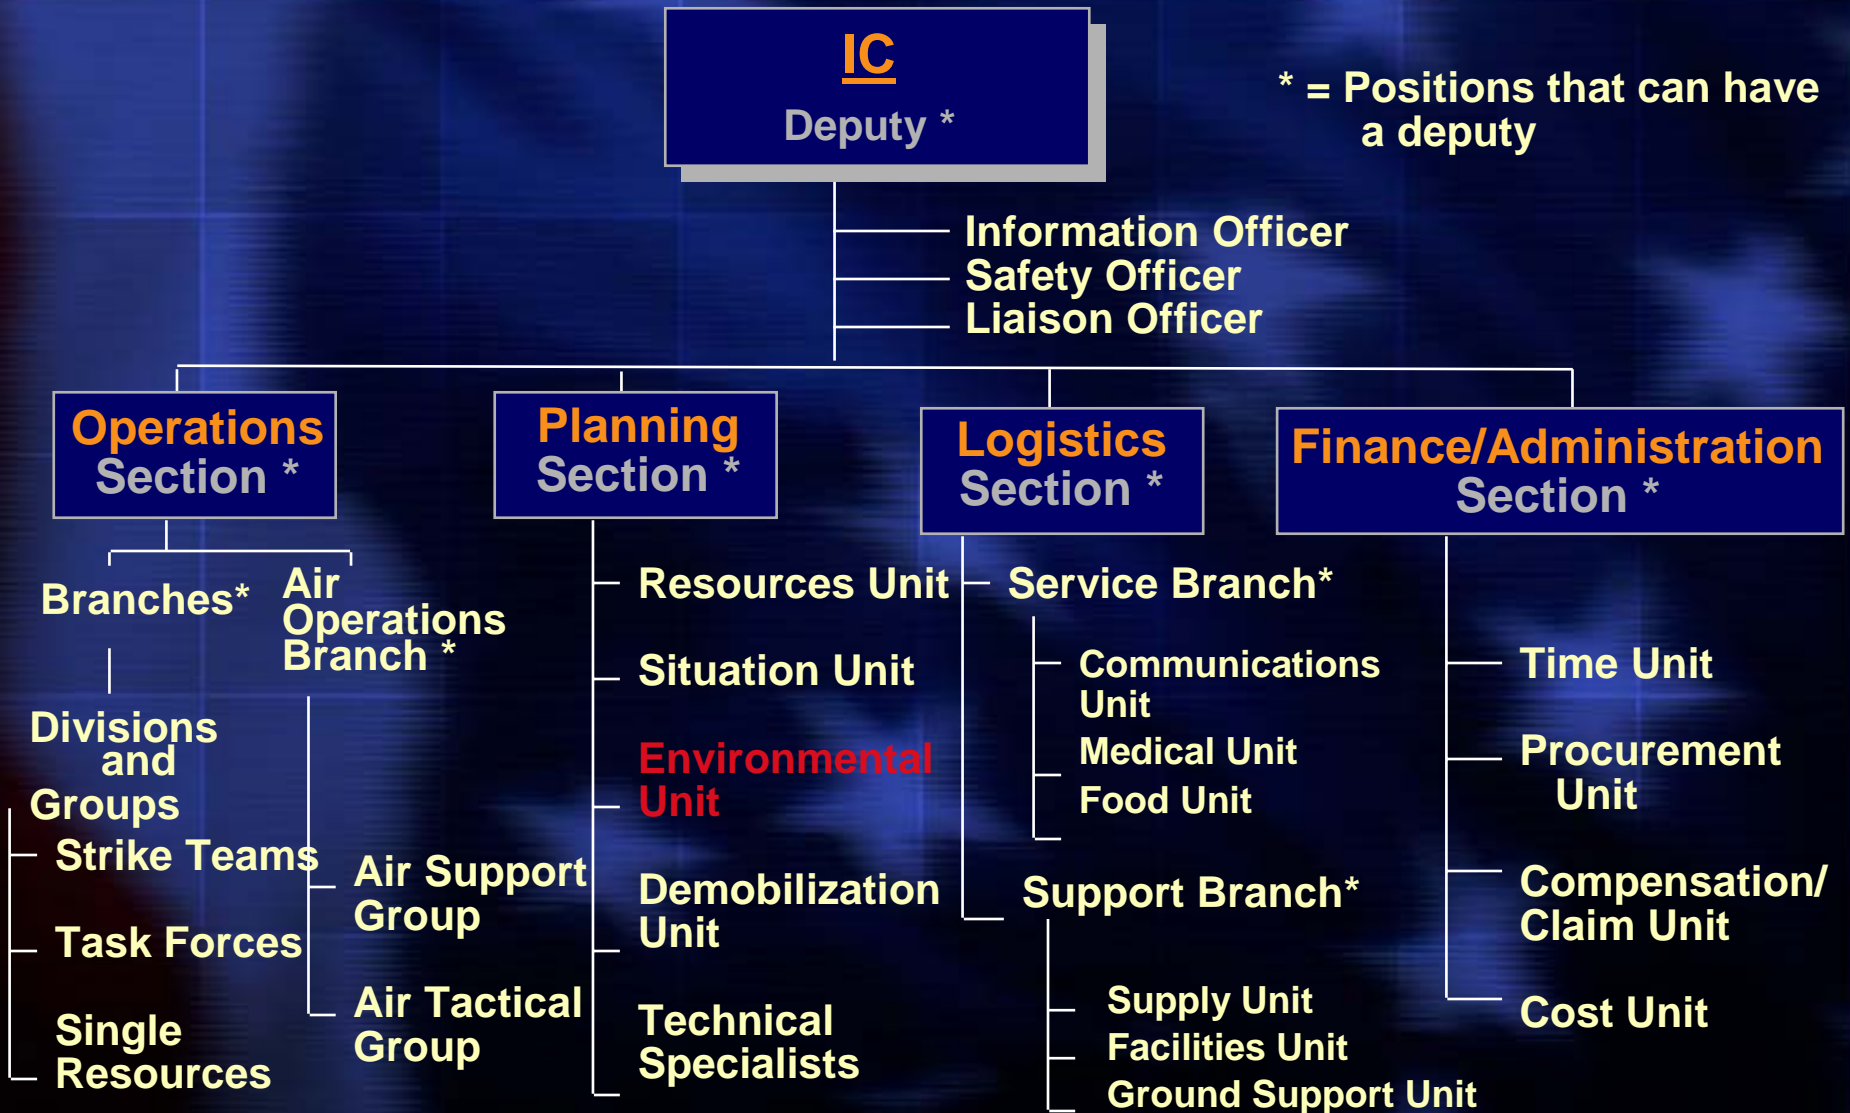 IC
Deputy *
* = Positions that can have
a deputy
Information Officer
Safety Officer
Liaison Officer
Operations
Section *
Planning
Section *
Logistics
Section *
Finance/Administration
Section *
Branches*
Air
Operations
Branch *
Divisions
and
Groups
Strike Teams
Task Forces
Single
Resources
Air Support
Group
Air Tactical
Group
Resources Unit
Situation Unit
Environmental
Unit
Demobilization
Unit
Technical
Specialists
Service Branch*
Communications
Unit
Medical Unit
Food Unit
Support Branch*
Supply Unit
Facilities Unit
Ground Support Unit
Time Unit
Procurement
Unit
Compensation/
Claim Unit
Cost Unit